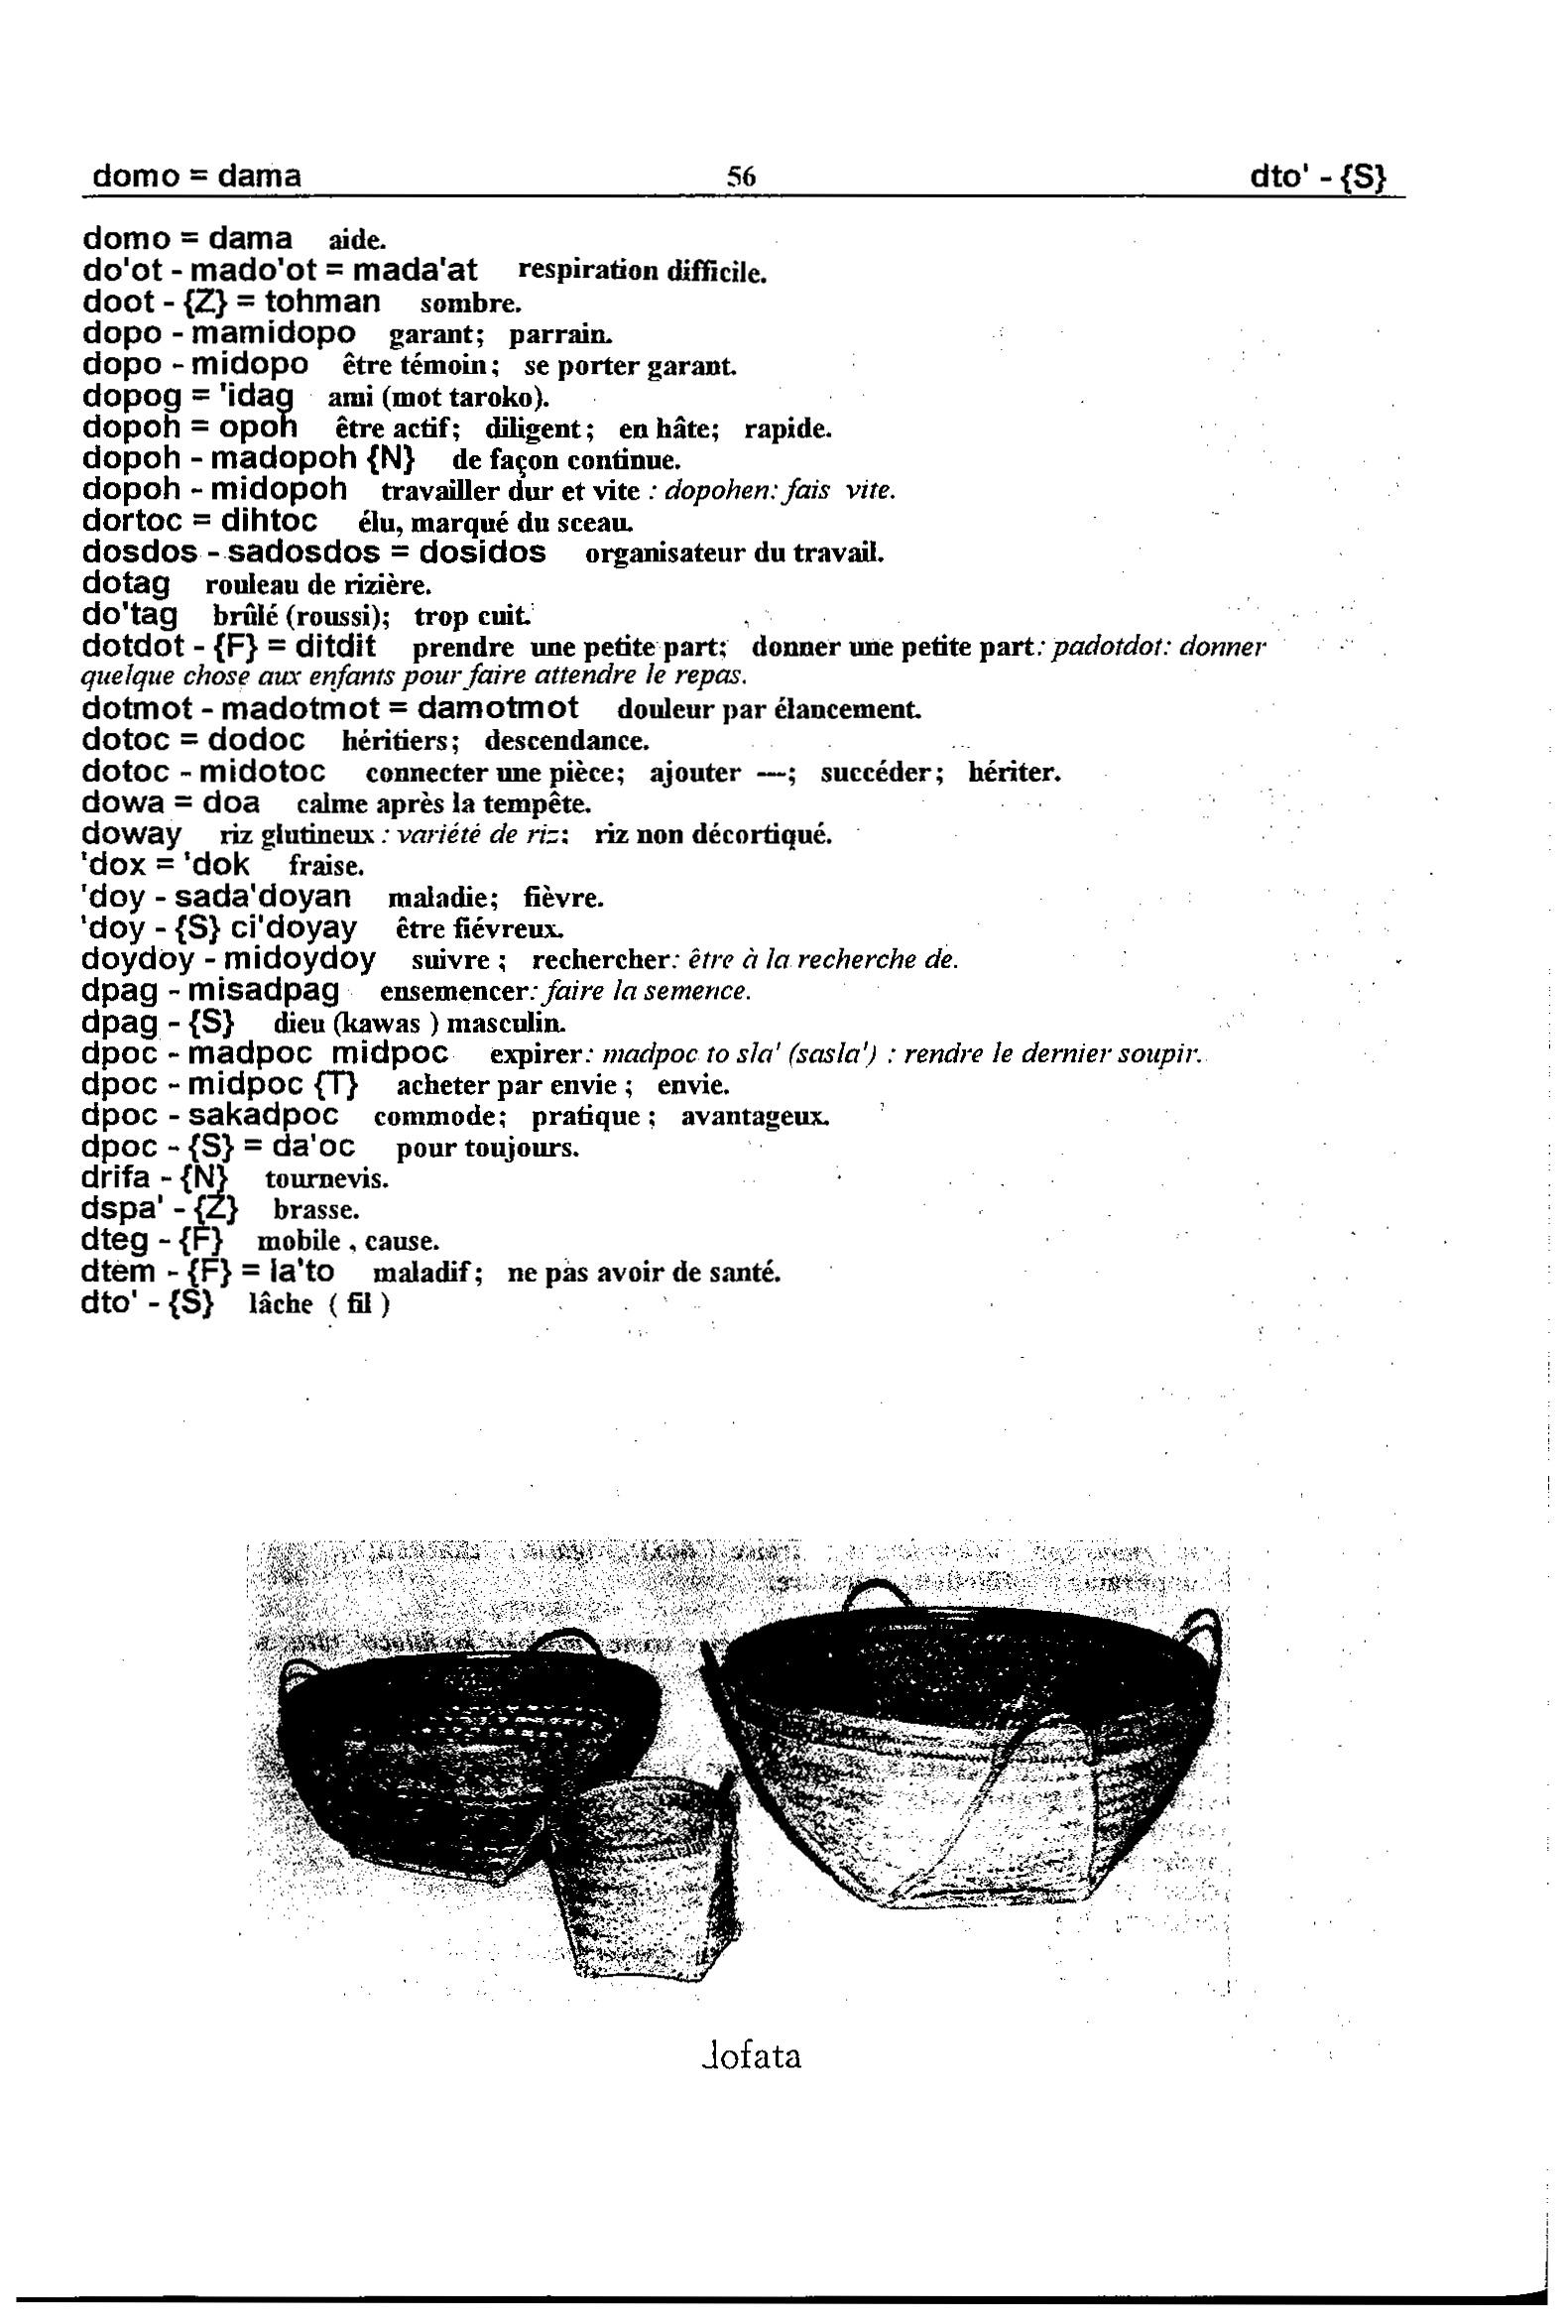 domo = dama 56 dto' - {S}
domo = dama aide.
do'ot - mado'ot = mada'at respiration difficile.
doot - {Z} = tohman sombre.
dopo - mamidopo garant; parrain.
dopo - midopo être témoin; se porter garant.
dopog = 'idag ami (mot taroko).
dopoh = opoh être actif; diligent; en hâte; rapide.
dopoh - madopoh {N} de façon continue.
dopoh - midopoh travailler dur et vite : dopohen: fais vite.
dortoc = dihtoc élu, marqué du sceau.
dosdos - sadosdos = dosidos organisateur du travail.
dotag rouleau de rizière.
do'tag brûlé (roussi); trop cuit.
dotdot - {F} = ditdit prendre une petite part; donner une petite part: padotdot: donner
quelque chose aux enfants pour faire attendre le repas.
dotmot - madotmot = damotmot douleur par élancement.
dotoc = dodoc héritiers; descendance.
dotoc - midotoc connecter une pièce; ajouter —; succéder; hériter.
dowa = doa calme après la tempête.
doway riz glutineux : variété de riz; riz non décortiqué.
'dox = 'dok fraise.
'doy - sada'doyan maladie; fièvre.
'doy - {S} ci'doyay être fiévreux.
doydoy - midoydoy suivre ; rechercher: être à la recherche de.
dpag - misadpag ensemencer: faire la semence.
dpag - {S} dieu (kawas ) masculin.
dpoc - madpoc midpoc expirer: madpoc to sla' (sasla') : rendre le dernier soupir.
dpoc - midpoc {T} acheter par envie ; envie.
dpoc - sakadpoc commode; pratique ; avantageux.
dpoc - {S} = da'oc pour toujours.
drifa - {N} tournevis.
dspa' - {Z} brasse.
dteg - {F} mobile , cause.
dtem - {F} = la'to maladif; ne pas avoir de santé.
dto' - {S} lâche ( fil )
lofata